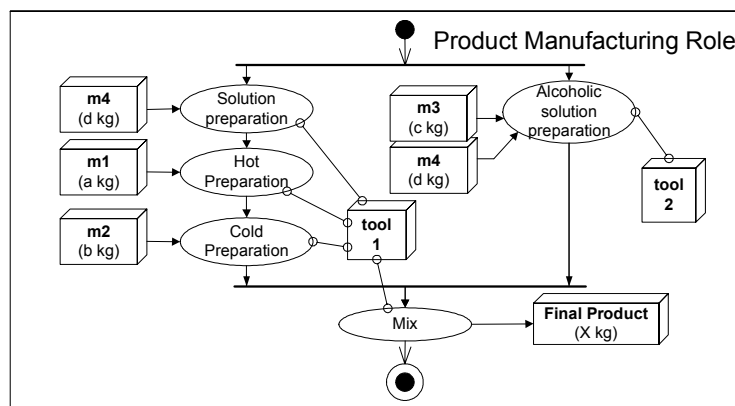 Product Manufacturing Role
m4
(d kg)
Solution
preparation
m3
(c kg)
Alcoholic
solution
preparation
m1
(a kg)
Hot
Preparation
m4
(d kg)
tool
2
m2
(b kg)
Cold
Preparation
tool
1
Mix
Final Product
(X kg)